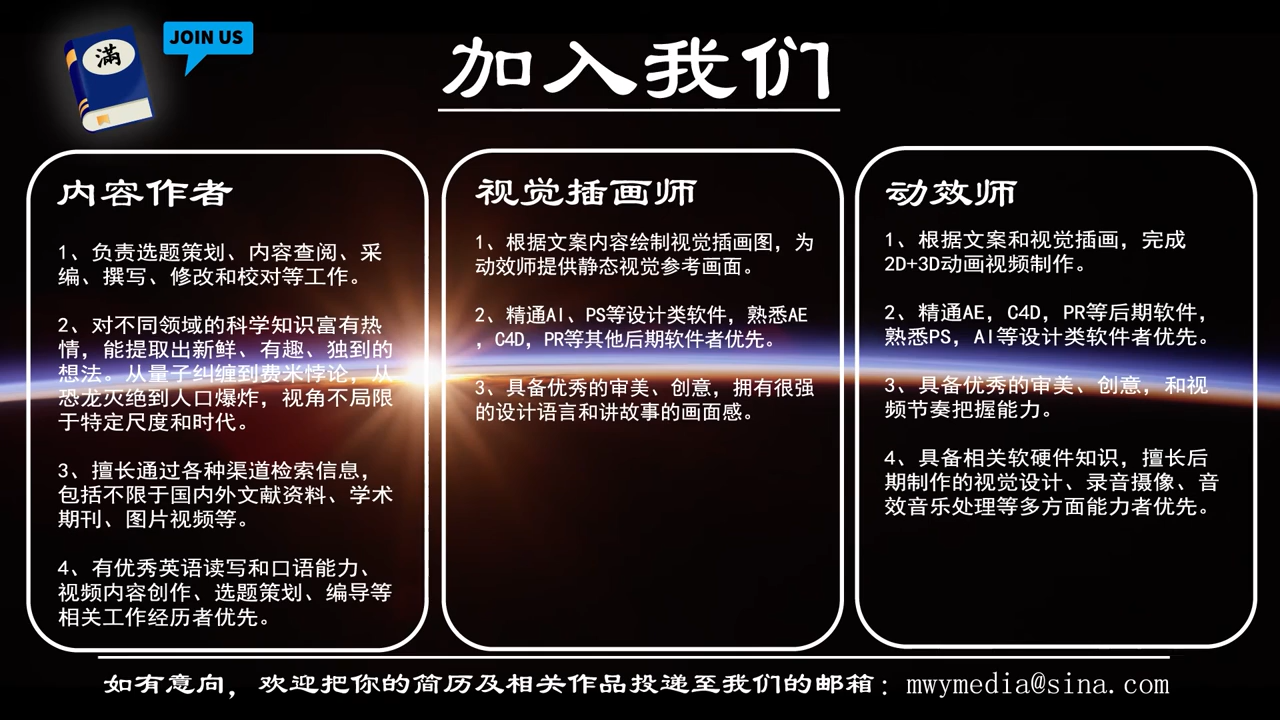 滿
JOIN US
加入我们
内容作者
1、负责选题策划、内容查阅、采
编、撰写、修改和校对等工作。
2、对不同领域的科学知识富有热
情，能提取出新鲜、有趣、独到的
想法。从量子纠缠到费米悖论，从
恐龙灭绝到人口爆炸，视角不局限
于特定尺度和时代。
3、擅长通过各种渠道检索信息，
包括不限于国内外文献资料、学术
期刊、图片视频等。
4、有优秀英语读写和口语能力、
视频内容创作、选题策划、编导等
相关工作经历者优先。
视觉插画师
1、根据文案内容绘制视觉插画图，为
动效师提供静态视觉参考画面。
2、精通AI、PS等设计类软件，熟悉AE
，C4D，PR等其他后期软件者优先。
3、具备优秀的审美、创意，拥有很强
的设计语言和讲故事的画面感。
动效师
1、根据文案和视觉插画，完成
2D+3D动画视频制作。
2、精通AE，C4D，PR等后期软件，
熟悉PS，AI等设计类软件者优先。
3、具备优秀的审美、创意，和视
频节奏把握能力。
4、具备相关软硬件知识，擅长后
期制作的视觉设计、录音摄像、音
效音乐处理等多方面能力者优先。
如有意向，欢迎把你的简历及相关作品投递至我们的邮箱：mwymedia@sina.com